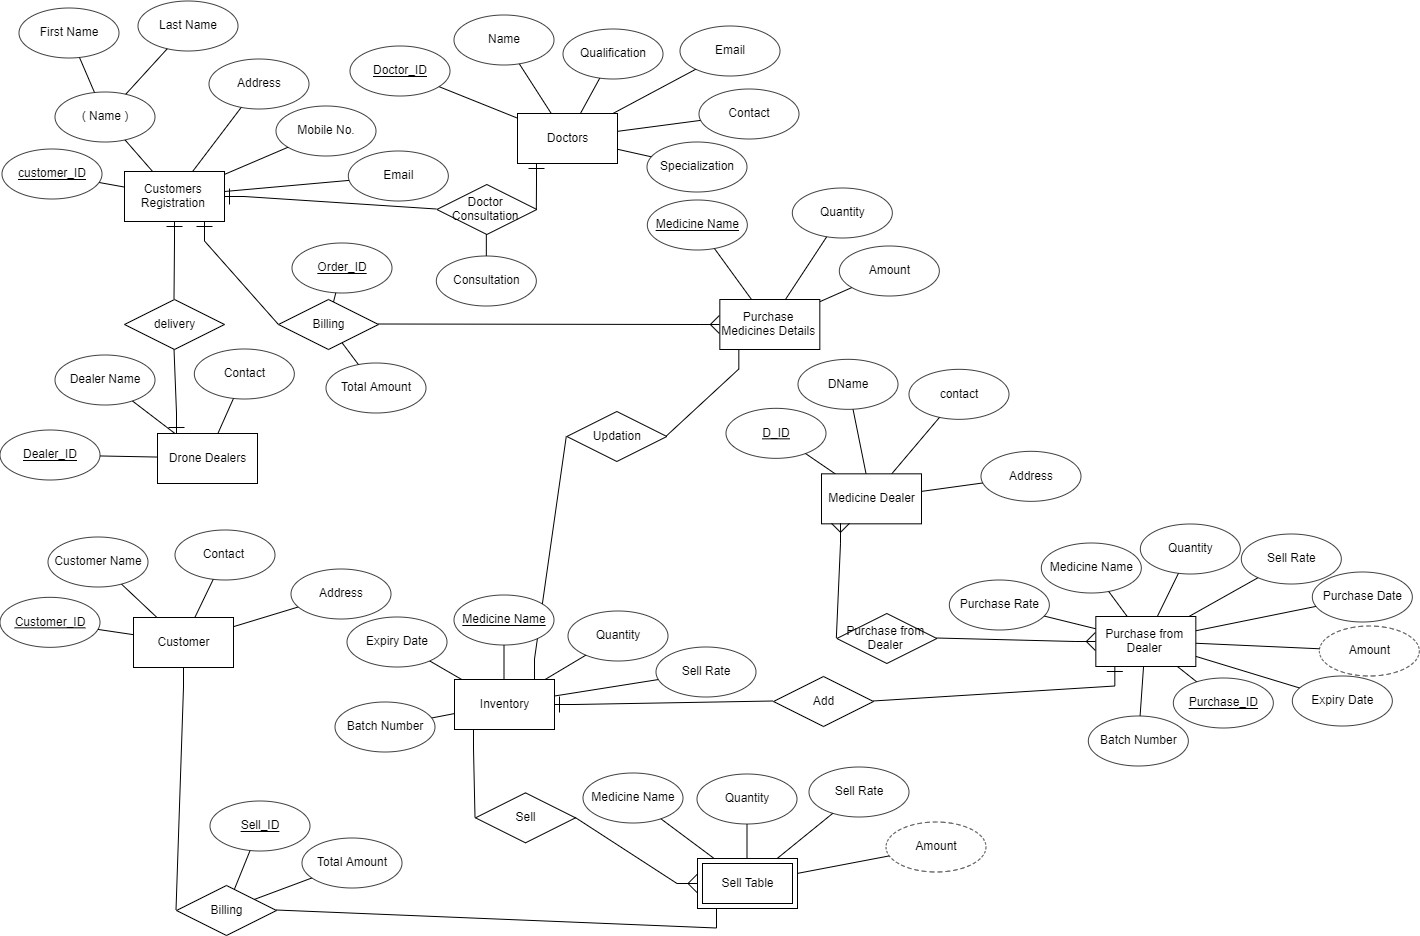 First Name
Last Name
( Name )
Address
Mobile No.
Email
customer_ID
Customers
Registration
Doctor_ID
Name
Qualification
Email
Contact
Specialization
Doctors
Doctor
Consultation
Consultation
Medicine Name
Quantity
Amount
Purchase
Medicines Details
Order_ID
Billing
Total Amount
delivery
Dealer Name
Contact
Dealer_ID
Drone Dealers
Updation
DName
contact
D_ID
Address
Medicine Dealer
Customer Name
Contact
Customer_ID
Address
Customer
Expiry Date
Medicine Name
Quantity
Sell Rate
Batch Number
Inventory
Purchase from
Dealer
Purchase Rate
Medicine Name
Quantity
Sell Rate
Purchase Date
Amount
Expiry Date
Purchase_ID
Batch Number
Purchase from
Dealer
Add
Sell
Medicine Name
Quantity
Sell Rate
Amount
Sell Table
Sell_ID
Total Amount
Billing